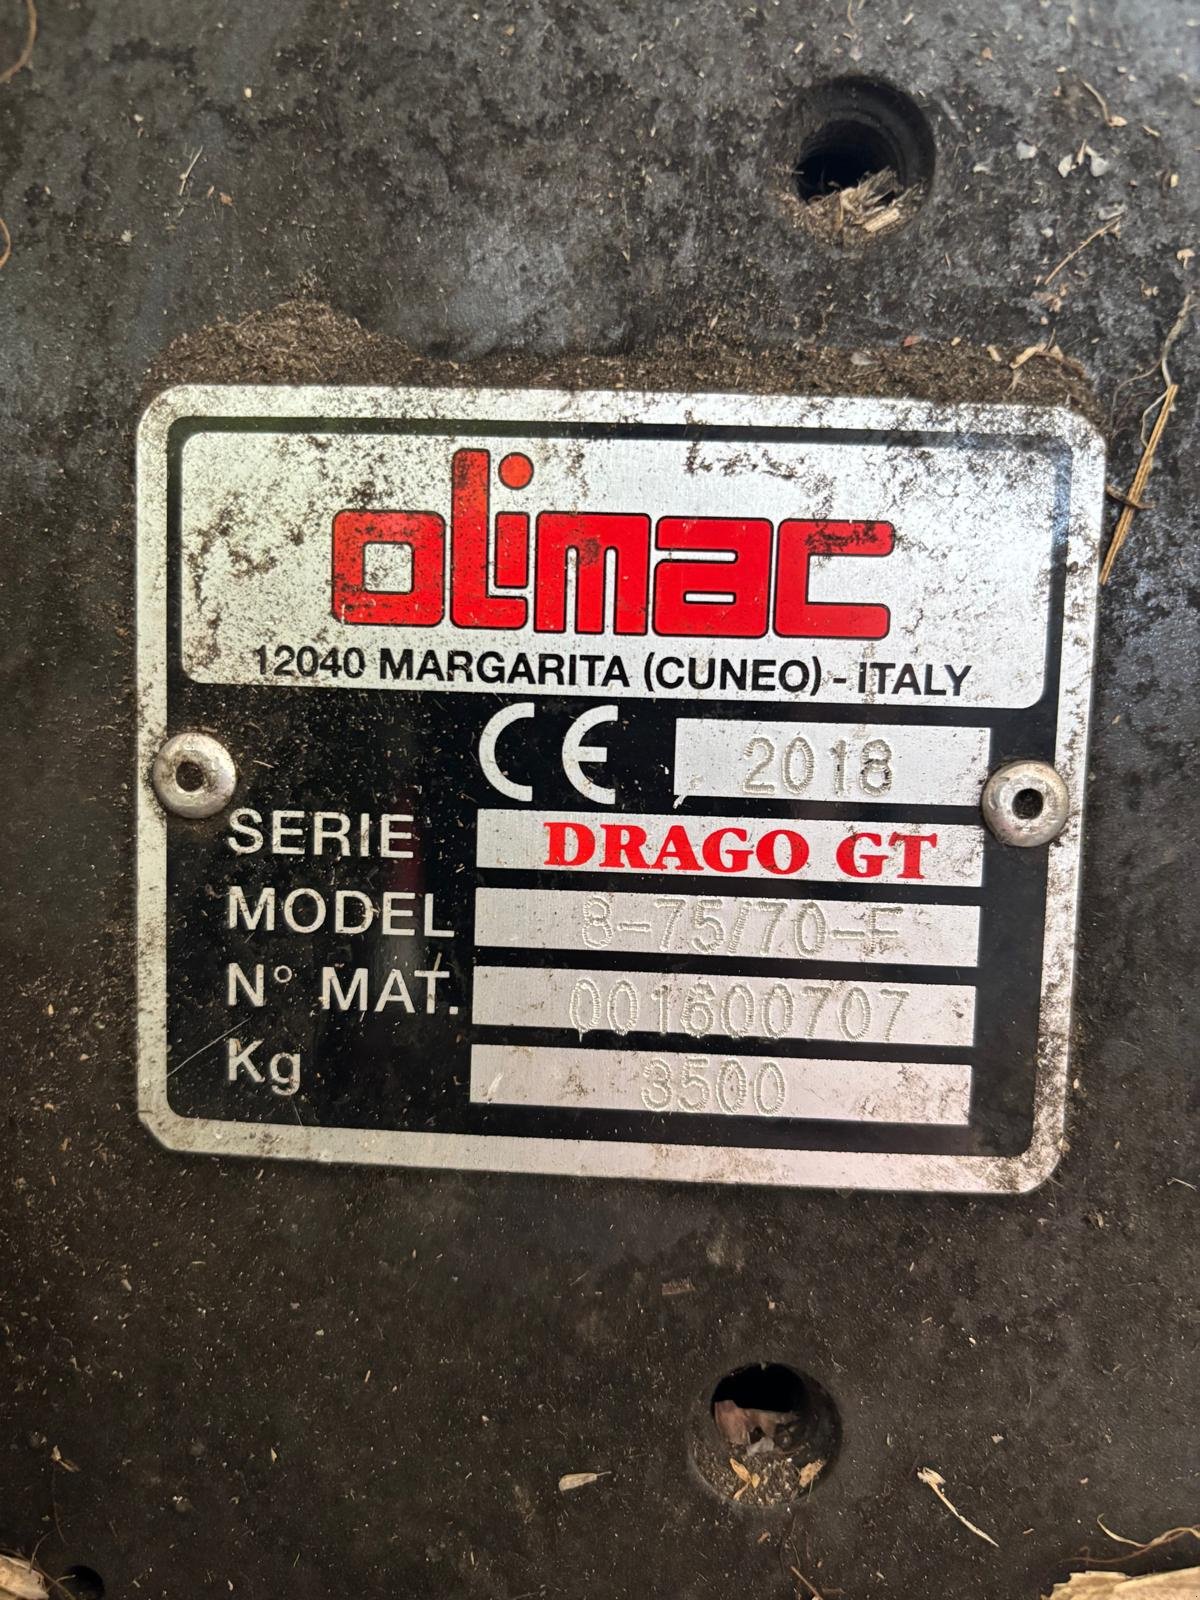 olimac
12040 MARGARITA (CUNEO) - ITALY
CE 2018
SERIE DRAGO GT
MODEL 8-75/70-F
N° MAT. 001600707
Kg 3500